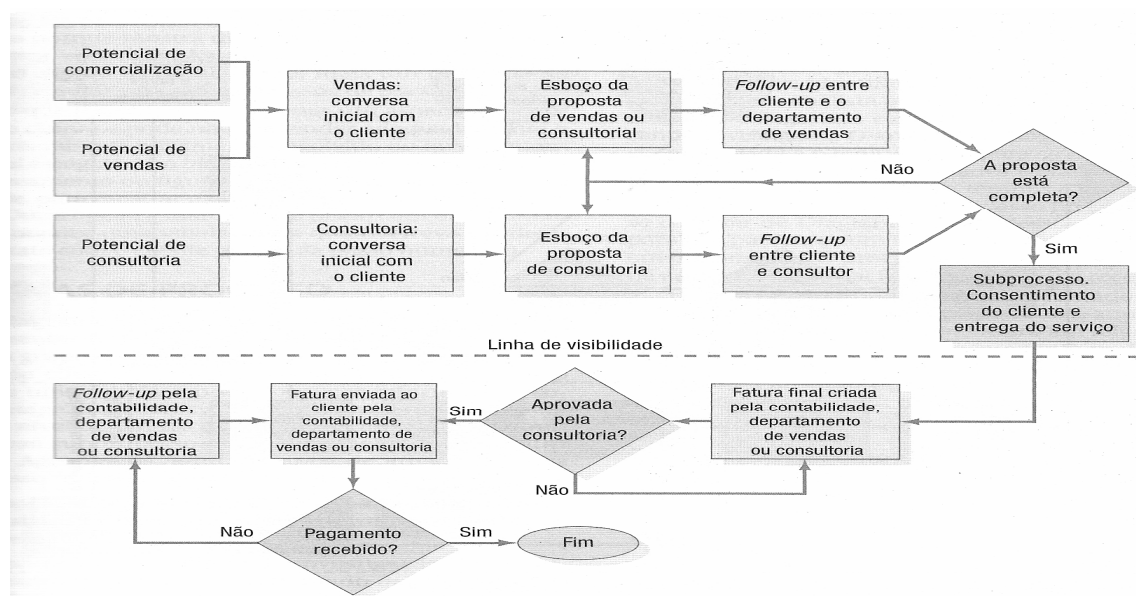 Potencial de
comercialização
Vendas:
conversa
inicial com
o cliente
Esboço da
proposta
de vendas ou
consultorial
Follow-up entre
cliente e o
departamento
de vendas
Potencial de
vendas
A proposta
está
completa?
Não
Sim
Potencial de
consultoria
Consultoria:
conversa
inicial com
o cliente
Esboço da
proposta
de consultoria
Follow-up
entre cliente
e consultor
Subprocesso.
Consentimento
do cliente e
entrega do serviço
Linha de visibilidade
Follow-up pela
contabilidade,
departamento
de vendas
ou consultoria
Fatura enviada ao
cliente pela
contabilidade,
departamento de
vendas ou consultoria
Sim
Aprovada
pela
consultoria?
Não
Fatura final criada
pela contabilidade,
departamento
de vendas
ou consultoria
Não
Pagamento
recebido?
Sim
Fim